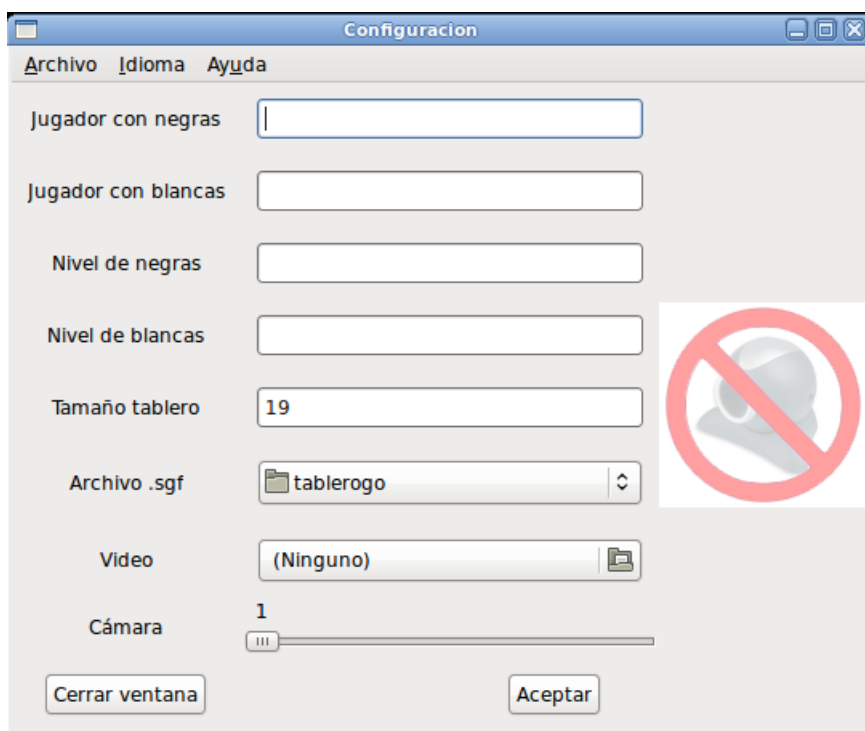 Configuracion
Archivo Idioma Ayuda
Jugador con negras
Jugador con blancas
Nivel de negras
Nivel de blancas
Tamaño tablero 19
Archivo .sgf tablerogo
Video (Ninguno)
1
Cámara
Cerrar ventana Aceptar